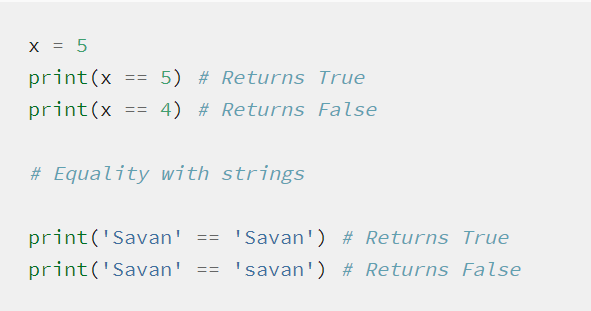 x = 5
print(x == 5) # Returns True
print(x == 4) # Returns False
# Equality with strings
print('Savan' == 'Savan') # Returns True
print('Savan' == 'savan') # Returns False